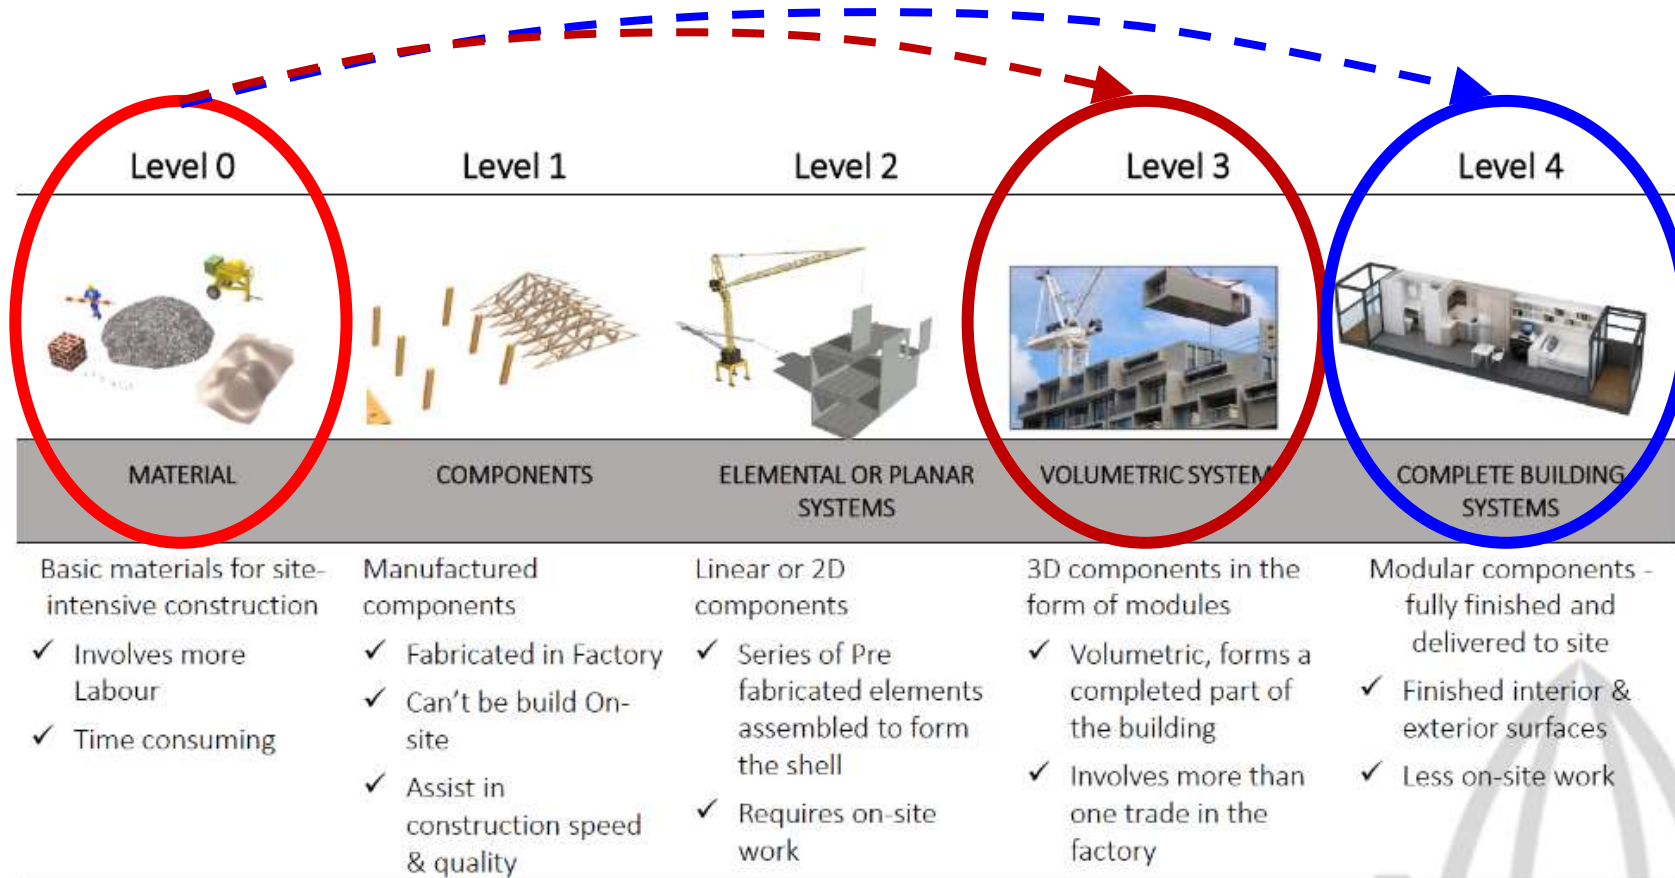 Level 0
Level 1
Level 2
Level 3
Level 4
MATERIAL
COMPONENTS
ELEMENTAL OR PLANAR
SYSTEMS
VOLUMETRIC SYSTEM
COMPLETE BUILDING
SYSTEMS
Basic materials for site-
intensive construction
✓ Involves more
Labour
✓ Time consuming
Manufactured
components
✓ Fabricated in Factory
✓ Can't be build On-
site
✓ Assist in
construction speed
& quality
Linear or 2D
components
✓ Series of Pre
fabricated elements
assembled to form
the shell
✓ Requires on-site
work
3D components in the
form of modules
✓ Volumetric, forms a
completed part of
the building
✓ Involves more than
one trade in the
factory
Modular components -
fully finished and
delivered to site
✓ Finished interior &
exterior surfaces
✓ Less on-site work